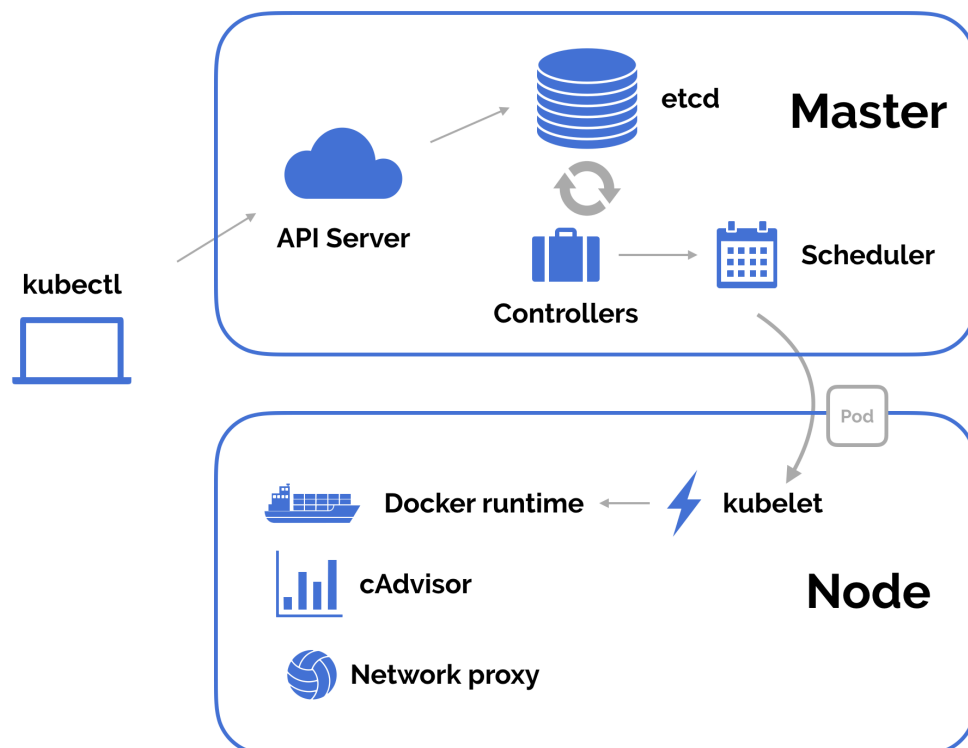 Master
etcd
API Server
Scheduler
kubectl
Controllers
Pod
Docker runtime
kubelet
cAdvisor
Node
Network proxy